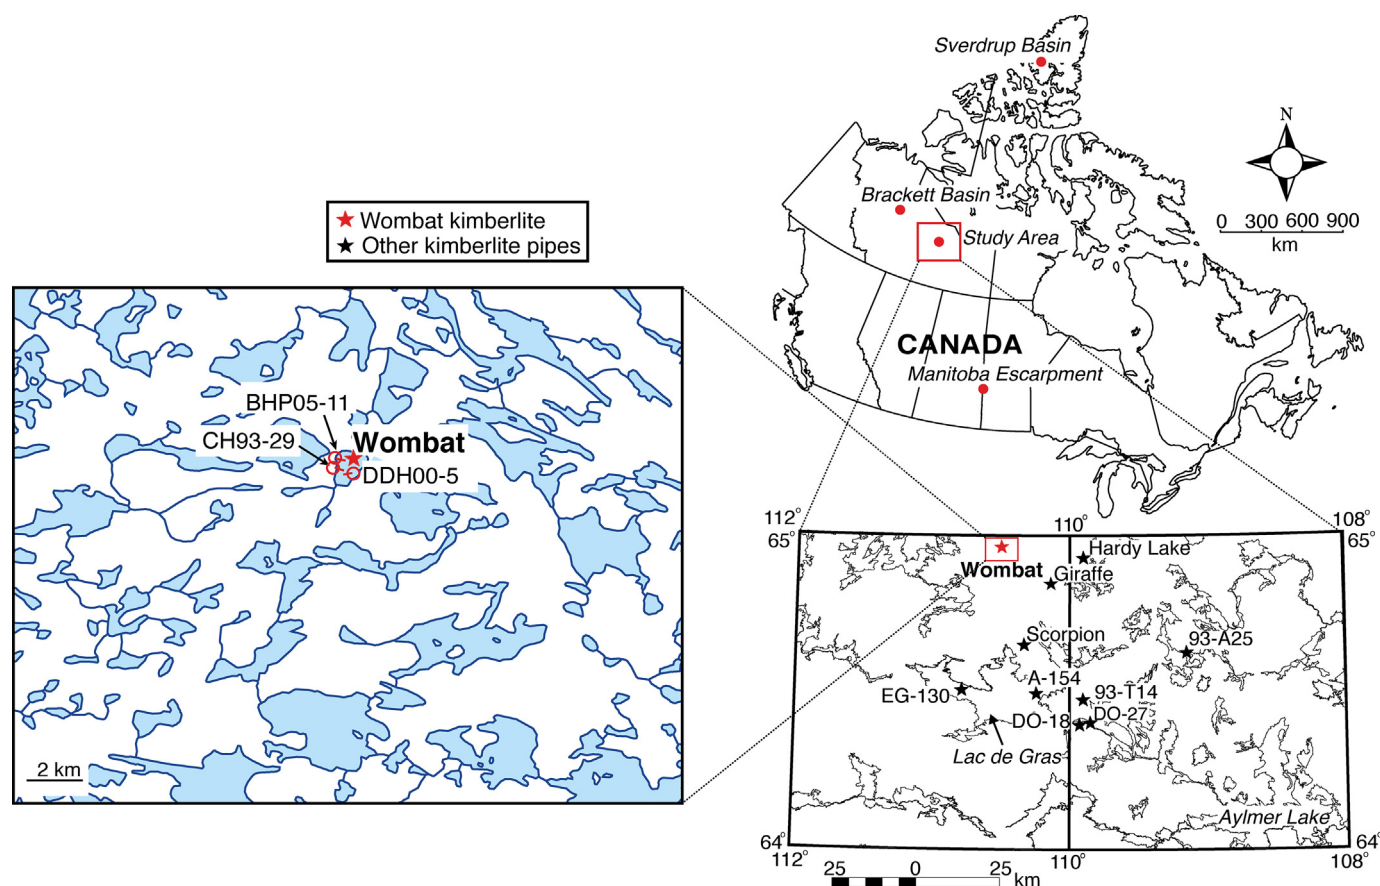 Sverdrup Basin
N
Brackett Basin
Study Area
0 300 600 900
km
CANADA
Manitoba Escarpment
Wombat kimberlite
Other kimberlite pipes
BHP05-11
CH93-29
Wombat
DDH00-5
2 km
112°
110°
108°
65°
65°
Hardy Lake
Wombat
Giraffe
Scorpion
93-A25
A-154
EG-130
93-T14
DO-18
DO-27
Lac de Gras
Aylmer Lake
64°
64°
112°
110°
108°
25 0 25
km